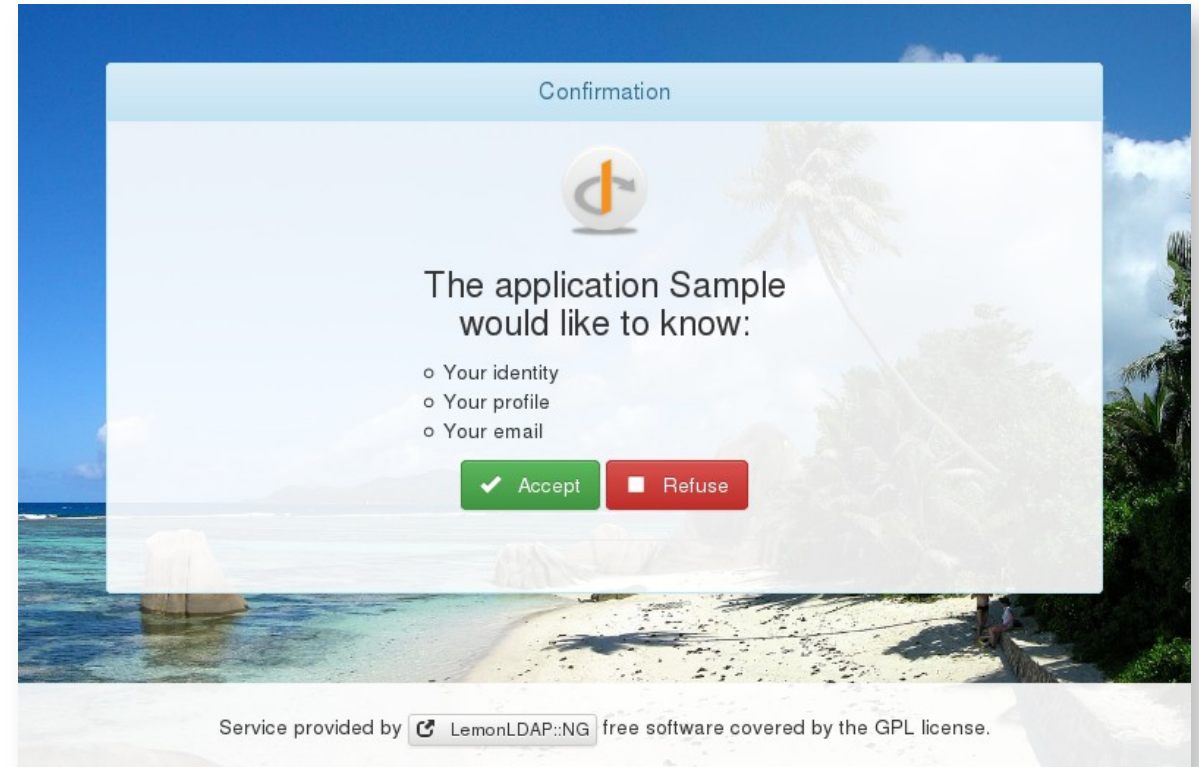 Confirmation
The application Sample
would like to know:
Your identity
Your profile
Your email
Accept Refuse
Service provided by LemonLDAP::NG free software covered by the GPL license.